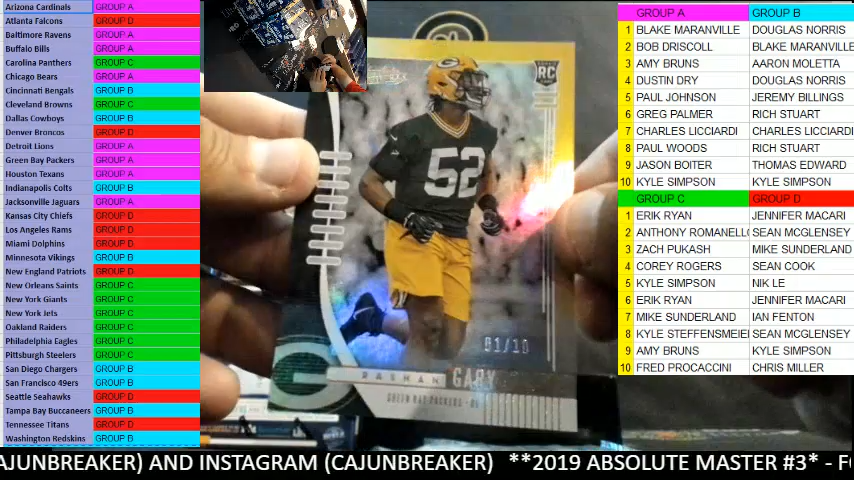 Arizona Cardinals GROUP A
Atlanta Falcons GROUP D
Baltimore Ravens GROUP A
Buffalo Bills GROUP A
Carolina Panthers GROUP C
Chicago Bears GROUP A
Cincinnati Bengals GROUP B
Cleveland Browns GROUP C
Dallas Cowboys GROUP B
Denver Broncos GROUP D
Detroit Lions GROUP A
Green Bay Packers GROUP A
Houston Texans GROUP A
Indianapolis Colts GROUP B
Jacksonville Jaguars GROUP A
Kansas City Chiefs GROUP D
Los Angeles Rams GROUP D
Miami Dolphins GROUP D
Minnesota Vikings GROUP B
New England Patriots GROUP D
New Orleans Saints GROUP C
New York Giants GROUP C
New York Jets GROUP C
Oakland Raiders GROUP C
Philadelphia Eagles GROUP C
Pittsburgh Steelers GROUP C
San Diego Chargers GROUP B
San Francisco 49ers GROUP B
Seattle Seahawks GROUP D
Tampa Bay Buccaneers GROUP B
Tennessee Titans GROUP D
Washington Redskins GROUP B
RC
52
01/10
RASHAN GARY
GREEN BAY PACKERS
GROUP A GROUP B
1 BLAKE MARANVILLE DOUGLAS NORRIS
2 BOB DRISCOLL BLAKE MARANVILLE
3 AMY BRUNS AARON MOLETTA
4 DUSTIN DRY DOUGLAS NORRIS
5 PAUL JOHNSON JEREMY BILLINGS
6 GREG PALMER RICH STUART
7 CHARLES LICCIARDI CHARLES LICCIARDI
8 PAUL WOODS RICH STUART
9 JASON BOITER THOMAS EDWARD
10 KYLE SIMPSON KYLE SIMPSON
GROUP C GROUP D
1 ERIK RYAN JENNIFER MACARI
2 ANTHONY ROMANELLO SEAN MCGLENSEY
3 ZACH PUKASH MIKE SUNDERLAND
4 COREY ROGERS SEAN COOK
5 KYLE SIMPSON NIK LE
6 ERIK RYAN JENNIFER MACARI
7 MIKE SUNDERLAND IAN FENTON
8 KYLE STEFFENSMEIE SEAN MCGLENSEY
9 AMY BRUNS KYLE SIMPSON
10 FRED PROCACCINI CHRIS MILLER
AJUNBREAKER) AND INSTAGRAM (CAJUNBREAKER) **2019 ABSOLUTE MASTER #3* - F